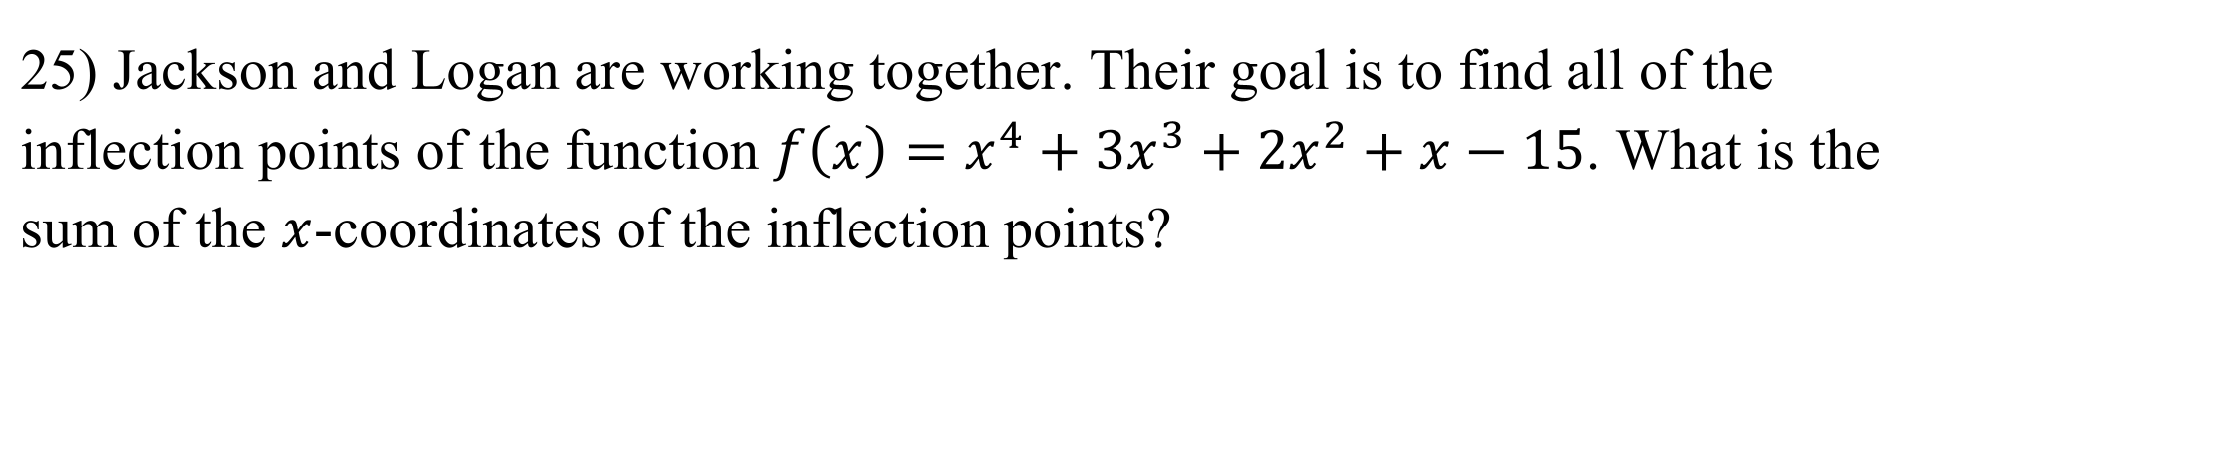 25) Jackson and Logan are working together. Their goal is to find all of the
inflection points of the function f(x) = x⁴ + 3x³ + 2x² + x − 15. What is the
sum of the x-coordinates of the inflection points?